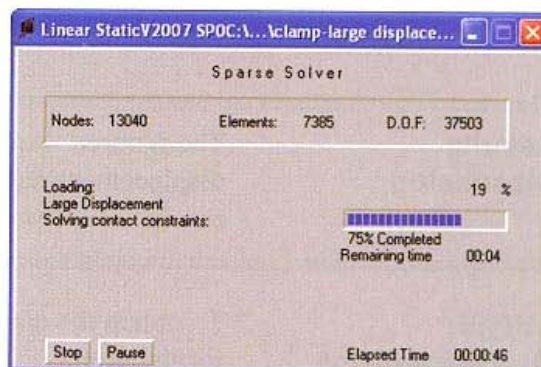 Linear StaticV2007 SP0C:\...\clamp-large displace...
Sparse Solver
Nodes: 13040 Elements: 7385 D.O.F: 37503
Loading: 19 %
Large Displacement
Solving contact constraints:
75% Completed
Remaining time 00:04
Stop Pause Elapsed Time 00:00:46